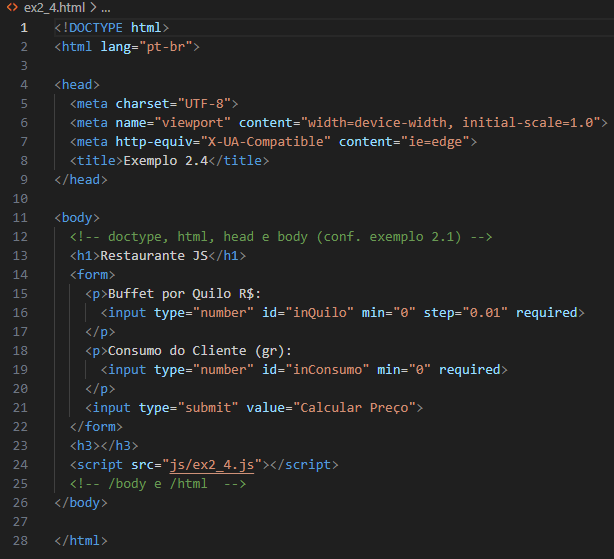 ex2_4.html > ...
1 <!DOCTYPE html>
2 <html lang="pt-br">
3
4 <head>
5   <meta charset="UTF-8">
6   <meta name="viewport" content="width=device-width, initial-scale=1.0">
7   <meta http-equiv="X-UA-Compatible" content="ie=edge">
8   <title>Exemplo 2.4</title>
9 </head>
10
11 <body>
12   <!-- doctype, html, head e body (conf. exemplo 2.1) -->
13   <h1>Restaurante JS</h1>
14   <form>
15     <p>Buffet por Quilo R$:
16       <input type="number" id="inQuilo" min="0" step="0.01" required>
17     </p>
18     <p>Consumo do Cliente (gr):
19       <input type="number" id="inConsumo" min="0" required>
20     </p>
21     <input type="submit" value="Calcular Preço">
22   </form>
23   <h3></h3>
24   <script src="js/ex2_4.js"></script>
25   <!-- /body e /html  -->
26 </body>
27
28 </html>